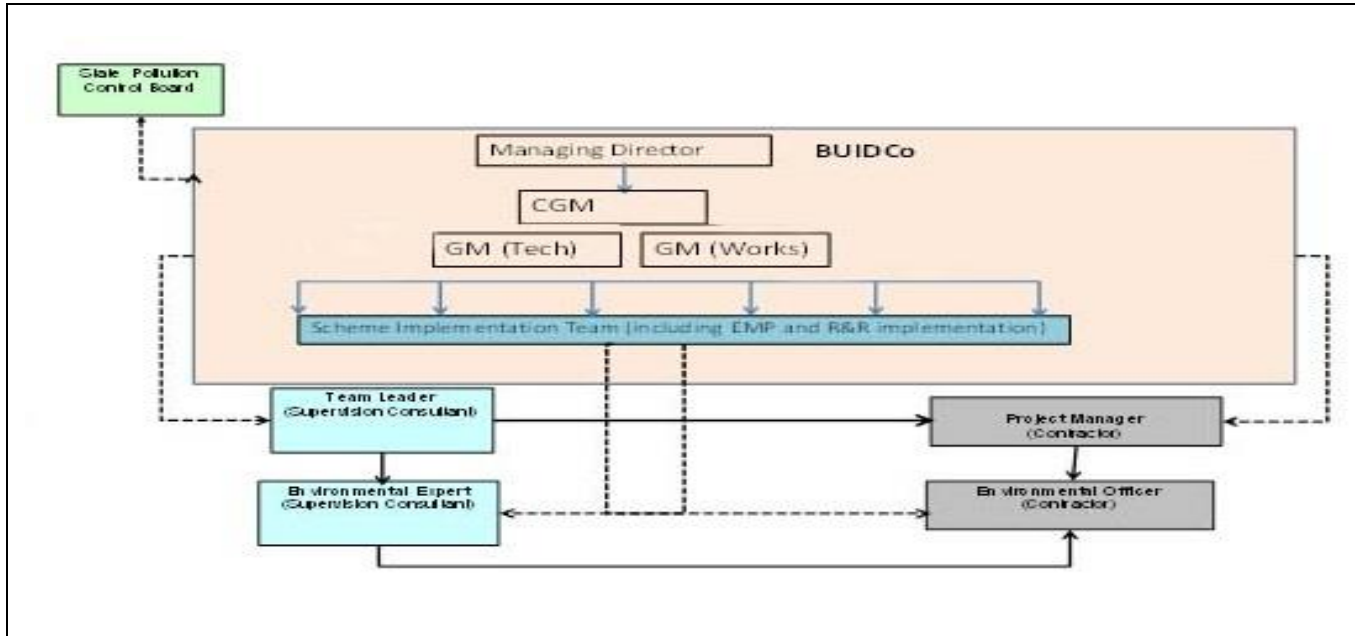 State Pollution
Control Board
Managing Director
BUIDCo
CGM
GM (Tech)
GM (Works)
Scheme Implementation Team (including EMP and R&R implementation)
Team Leader
(Supervision Consultant)
Project Manager
(Contractor)
Environmental Expert
(Supervision Consultant)
Environmental Officer
(Contractor)